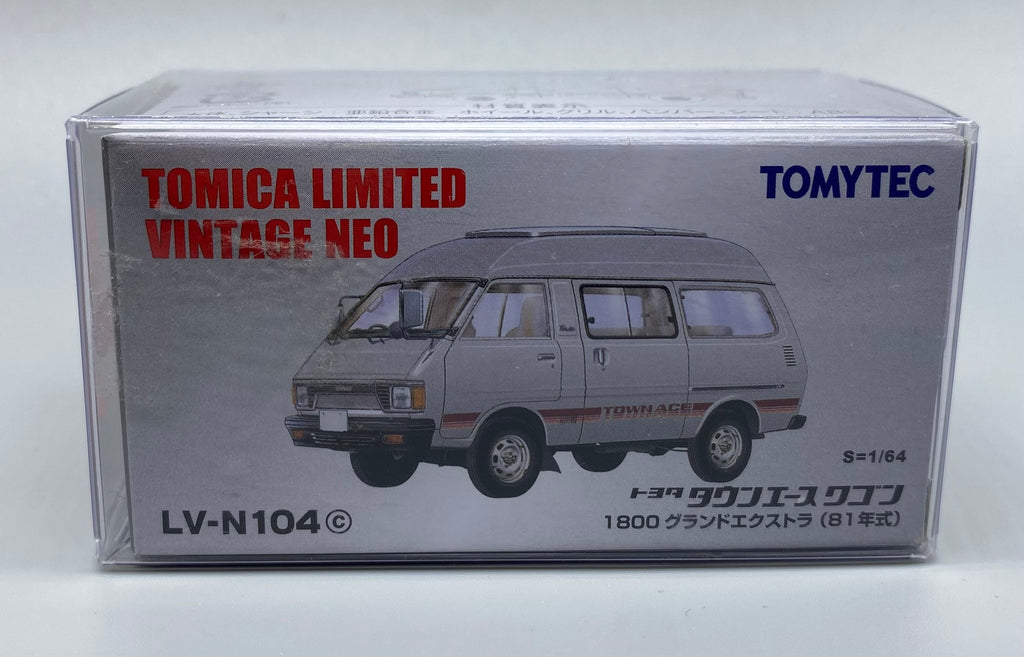 TOMICA LIMITED
VINTAGE NEO
TOMYTEC
TOWNACE
S=1/64
トヨタ タウンエース ワゴン
1800 グランドエクストラ (81年式)
LV-N104ⓒ